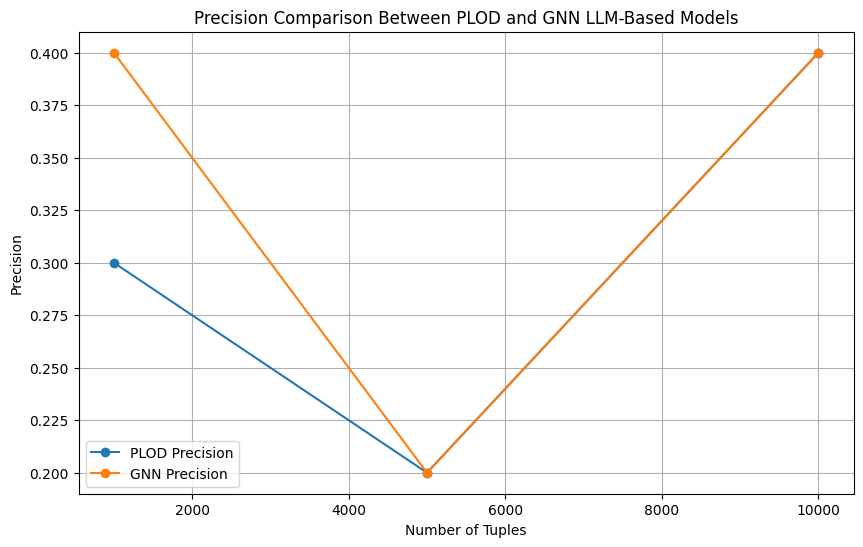 Precision Comparison Between PLOD and GNN LLM-Based Models
0.400
0.375
0.350
0.325
0.300
0.275
0.250
0.225
0.200
Precision
PLOD Precision
GNN Precision
2000 4000 6000 8000 10000
Number of Tuples